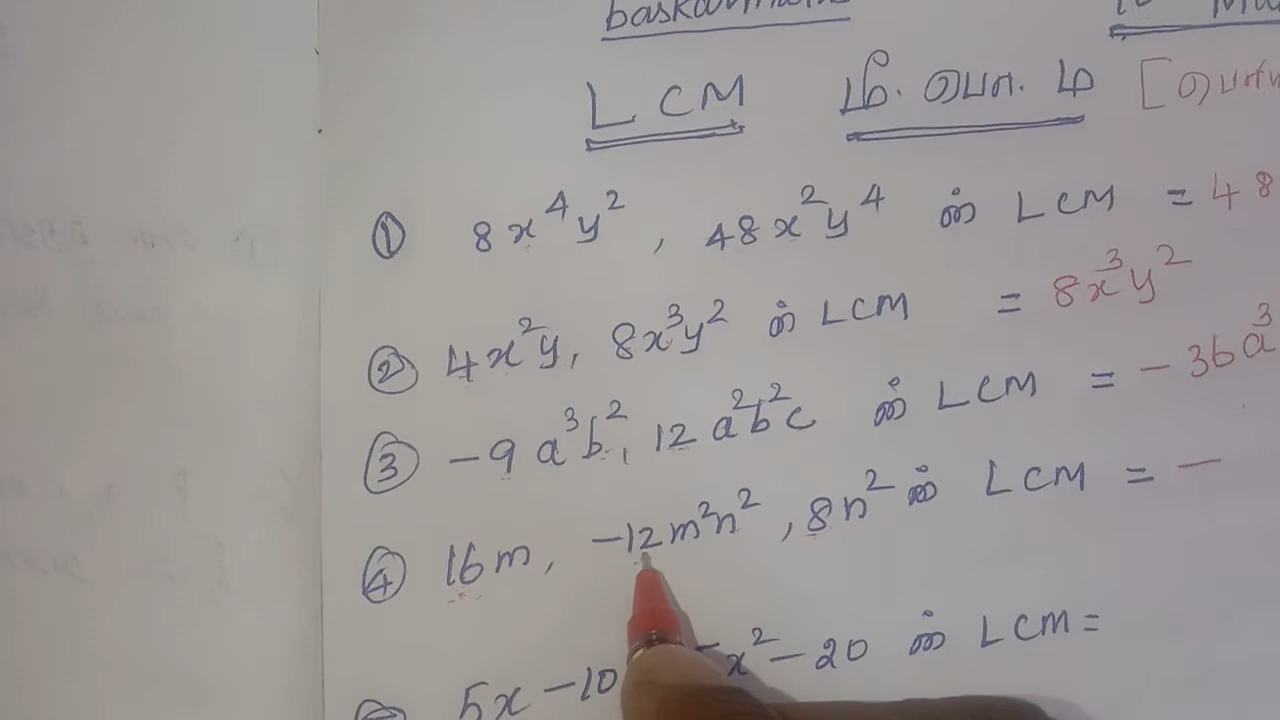 LCM மீ. பொ. ம
① 8x⁴y², 48x²y⁴ ன் LCM = 48
② 4x²y, 8x³y² ன் LCM = 8x³y²
③ -9a³b², 12a²b²c ன் LCM = -36a³
④ 16m, -12m²n², 8n² ன் LCM = -
5x - 10 x² - 20 ன் LCM =